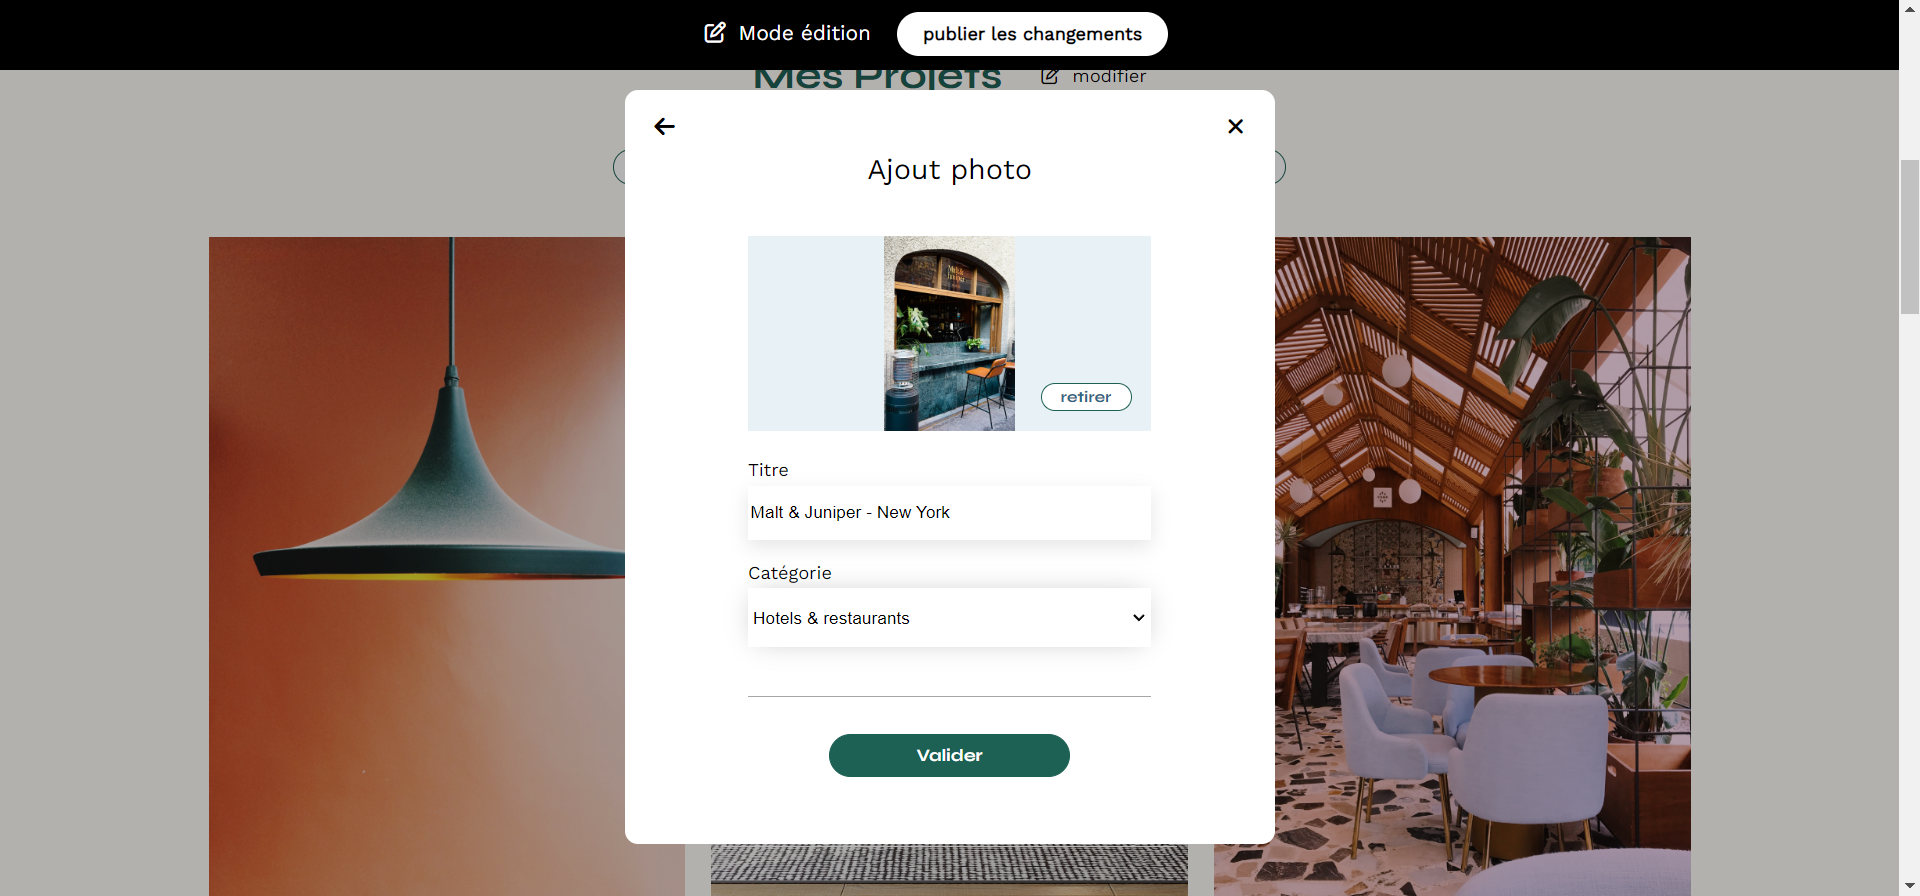 Mode édition
publier les changements
Mes Projets
modifier
Ajout photo
retirer
Titre
Malt & Juniper - New York
Catégorie
Hotels & restaurants
Valider